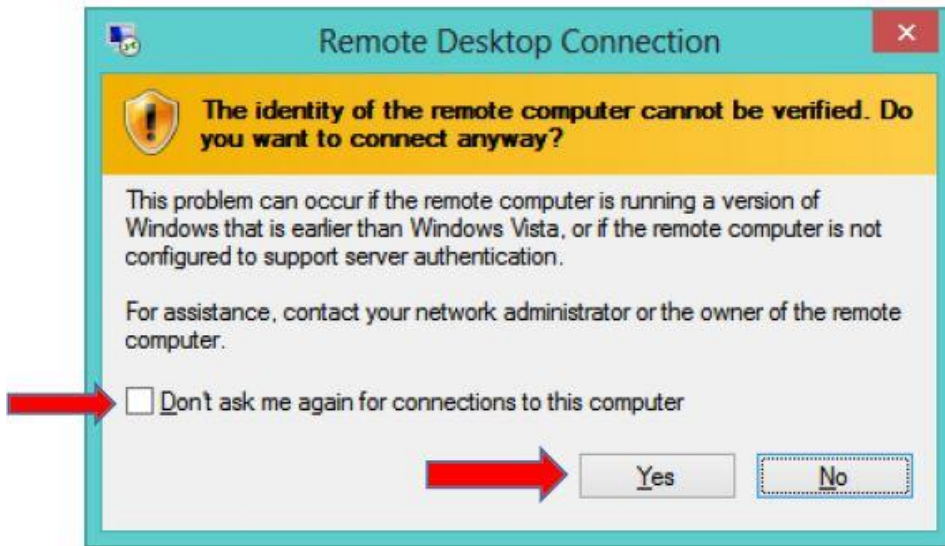 Remote Desktop Connection
The identity of the remote computer cannot be verified. Do
you want to connect anyway?
This problem can occur if the remote computer is running a version of
Windows that is earlier than Windows Vista, or if the remote computer is not
configured to support server authentication.
For assistance, contact your network administrator or the owner of the remote
computer.
Don't ask me again for connections to this computer
Yes No